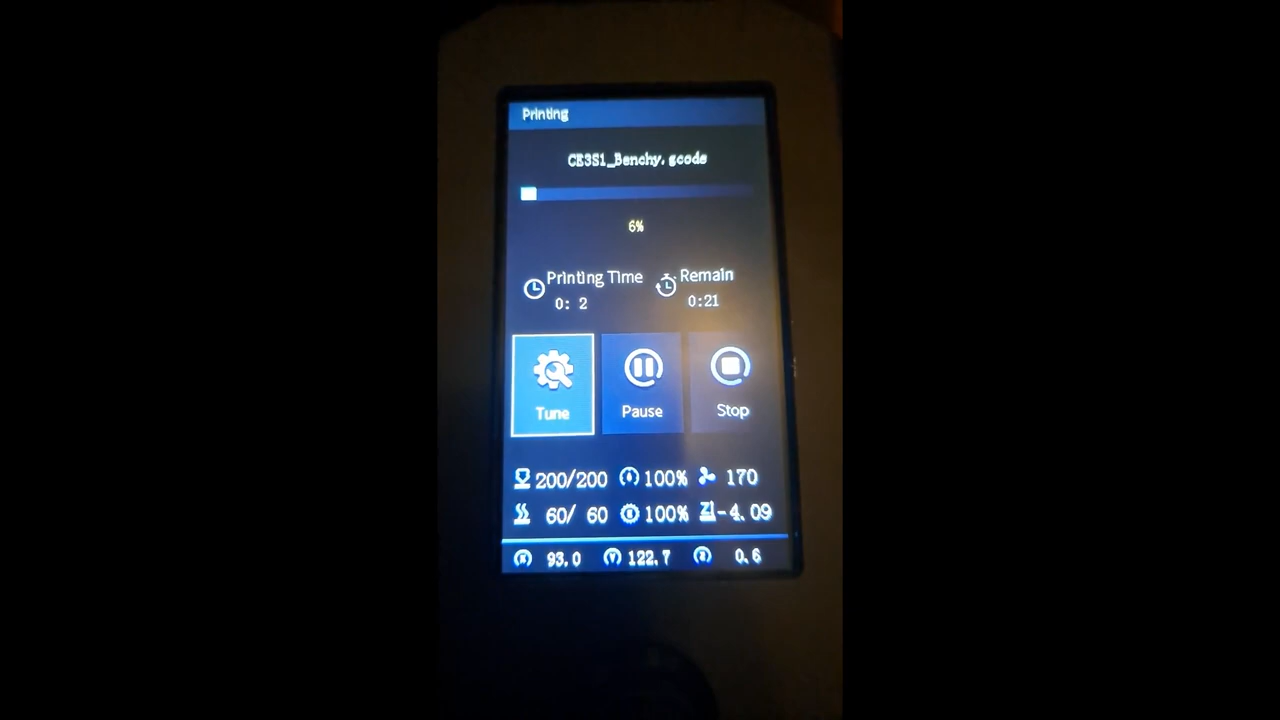 Printing
CE3S1_Benchy.gcode
6%
Printing Time Remain
0: 2 0:21
Tune Pause Stop
200/200 100% 170
60/ 60 100% Z -4.09
X 93.0 Y 122.7 Z 0.6